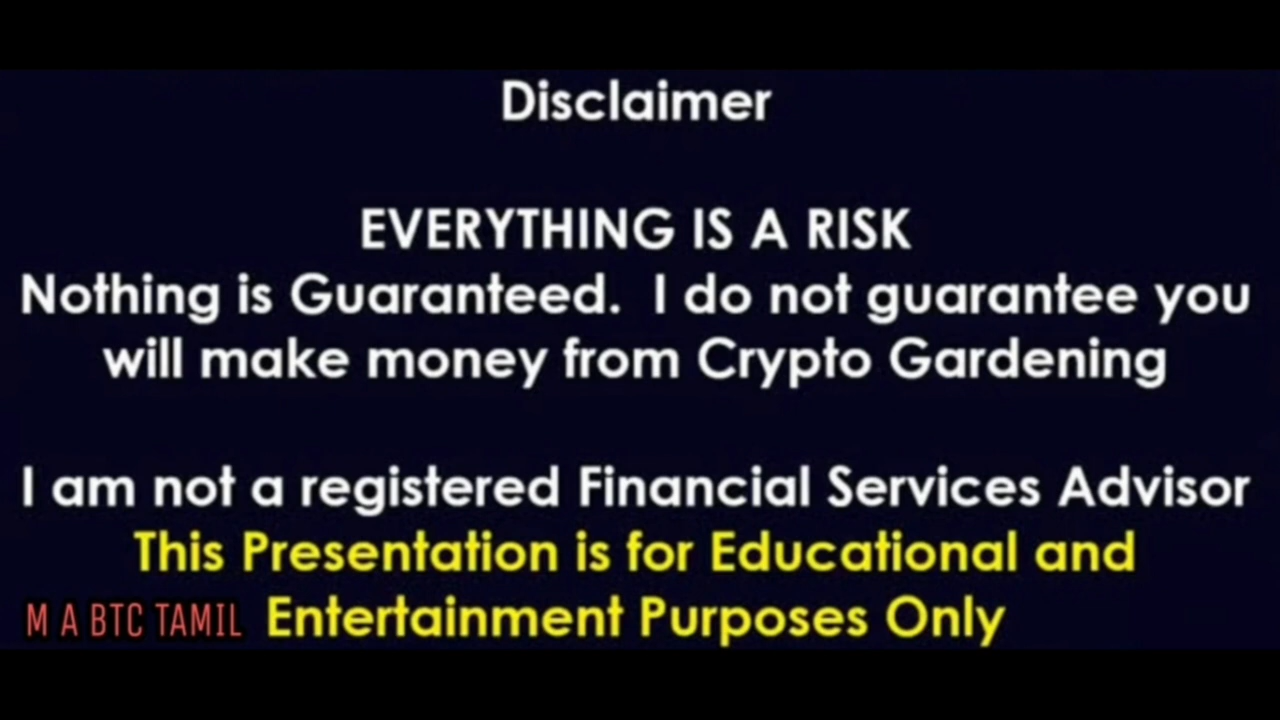 Disclaimer
EVERYTHING IS A RISK
Nothing is Guaranteed.  I do not guarantee you
will make money from Crypto Gardening
I am not a registered Financial Services Advisor
This Presentation is for Educational and
Entertainment Purposes Only
M A BTC TAMIL